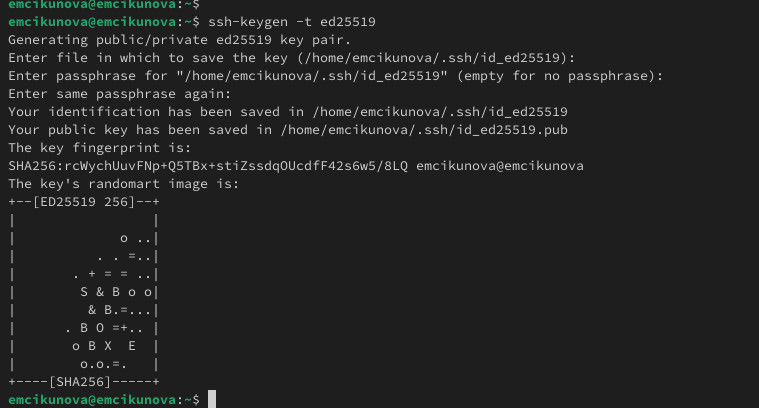 emcikunova@emcikunova:~$
emcikunova@emcikunova:~$ ssh-keygen -t ed25519
Generating public/private ed25519 key pair.
Enter file in which to save the key (/home/emcikunova/.ssh/id_ed25519):
Enter passphrase for "/home/emcikunova/.ssh/id_ed25519" (empty for no passphrase):
Enter same passphrase again:
Your identification has been saved in /home/emcikunova/.ssh/id_ed25519
Your public key has been saved in /home/emcikunova/.ssh/id_ed25519.pub
The key fingerprint is:
SHA256:rcWychUuvFNp+Q5TBx+stiZssdqOUcdfF42s6w5/8LQ emcikunova@emcikunova
The key's randomart image is:
+--[ED25519 256]--+
|                 |
|             o ..|
|          . . =..|
|       . + = = ..|
|        S & B o o|
|         & B.=...|
|      . B O =+.. |
|       o B X  E  |
|        o.o.=.   |
+----[SHA256]-----+
emcikunova@emcikunova:~$